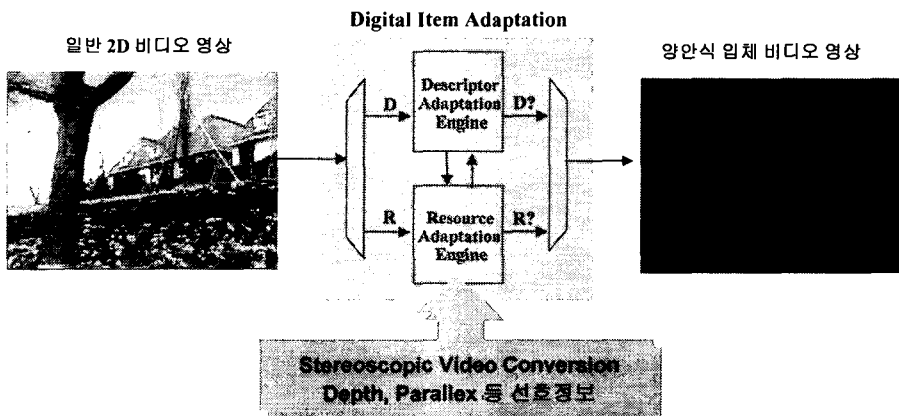 Digital Item Adaptation
일반 2D 비디오 영상
양안식 입체 비디오 영상
D
Descriptor
Adaptation
Engine
D?
R
Resource
Adaptation
Engine
R?
Stereoscopic Video Conversion
Depth, Parallex 등 선호정보